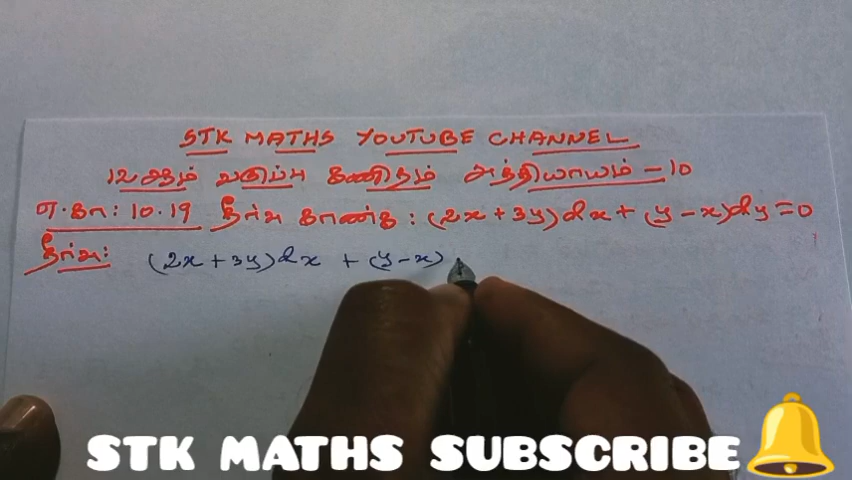 STK MATHS YOUTUBE CHANNEL
12ஆம் வகுப்பு கணிதம் அத்தியாயம் - 10
எ.கா: 10.19 தீர்வு காண்க : (2x + 3y)dx + (y - x)dy = 0
தீர்வு: (2x + 3y)dx + (y - x)
STK MATHS SUBSCRIBE